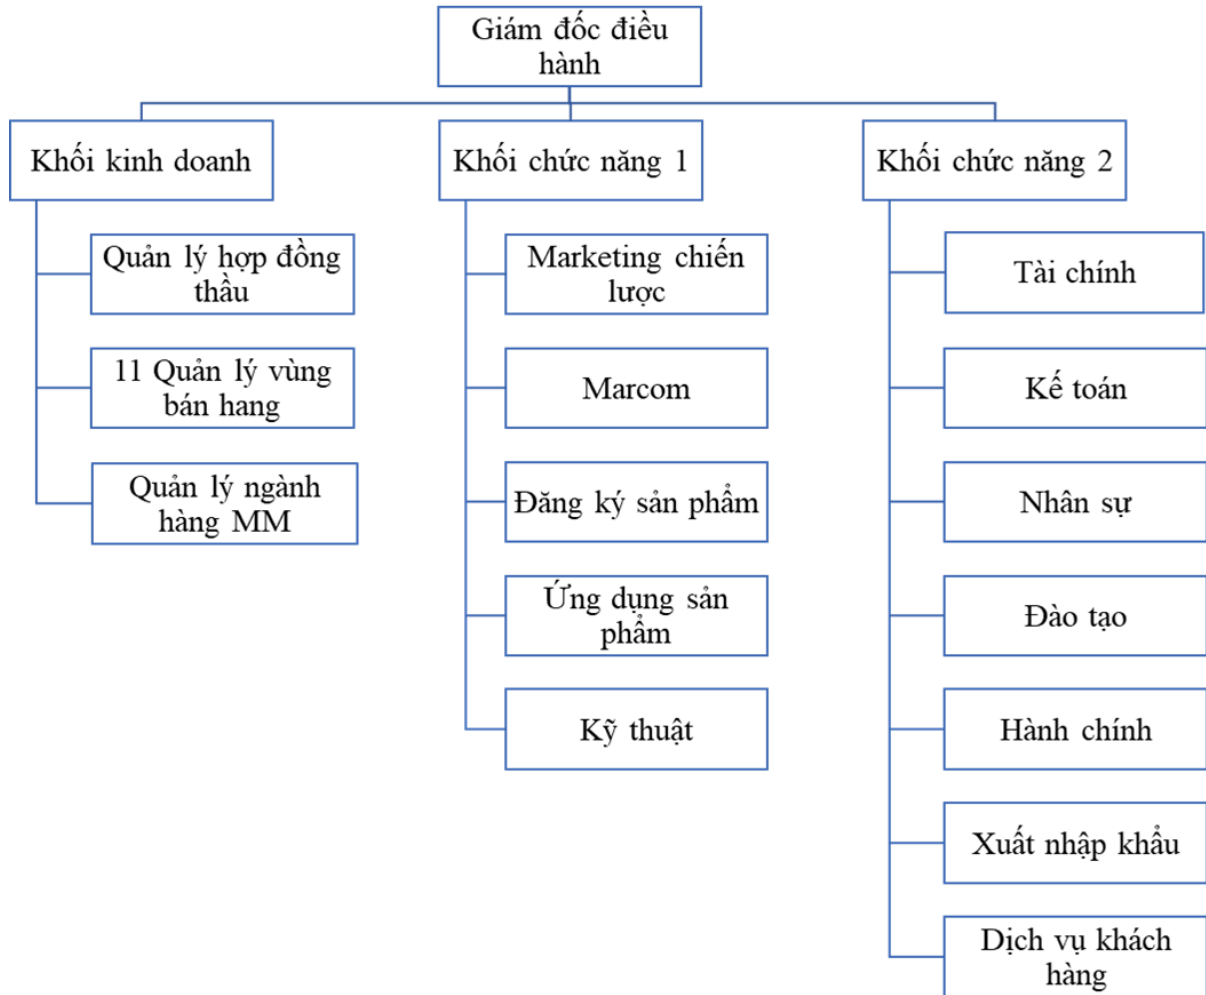 Giám đốc điều
hành
Khối kinh doanh
Quản lý hợp đồng
thầu
11 Quản lý vùng
bán hang
Quản lý ngành
hàng MM
Khối chức năng 1
Marketing chiến
lược
Marcom
Đăng ký sản phẩm
Ứng dụng sản
phẩm
Kỹ thuật
Khối chức năng 2
Tài chính
Kế toán
Nhân sự
Đào tạo
Hành chính
Xuất nhập khẩu
Dịch vụ khách
hàng